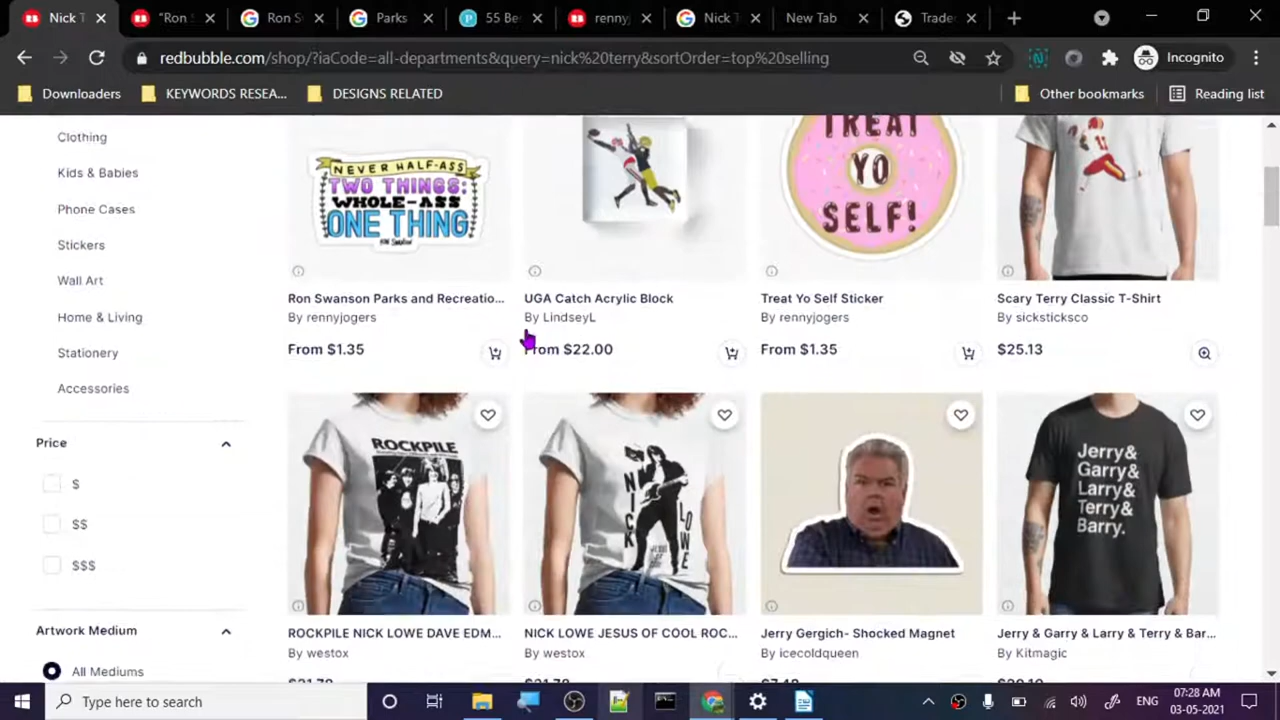 Nick T
"Ron S
Ron Sw
Parks
55 Be
rennyj
Nick T
New Tab
Trade
redbubble.com/shop/?iaCode=all-departments&query=nick%20terry&sortOrder=top%20selling
Incognito
Downloaders
KEYWORDS RESEA...
DESIGNS RELATED
Other bookmarks
Reading list
Clothing
Kids & Babies
Phone Cases
Stickers
Wall Art
Home & Living
Stationery
Accessories
Price
$
$$
$$$
Artwork Medium
All Mediums
NEVER HALF-ASS
TWO THINGS:
WHOLE-ASS
ONE THING
RON SWANSON
Ron Swanson Parks and Recreatio...
By rennyjogers
From $1.35
UGA Catch Acrylic Block
By LindseyL
From $22.00
TREAT
YO
SELF!
Treat Yo Self Sticker
By rennyjogers
From $1.35
Scary Terry Classic T-Shirt
By sicksticksco
$25.13
ROCKPILE
ROCKPILE NICK LOWE DAVE EDM...
By westox
NICK
LOWE
NICK LOWE JESUS OF COOL ROC...
By westox
Jerry Gergich- Shocked Magnet
By icecoldqueen
Jerry&
Garry&
Larry&
Terry&
Barry.
Jerry & Garry & Larry & Terry & Bar...
By Kitmagic
Type here to search
ENG
07:28 AM
03-05-2021